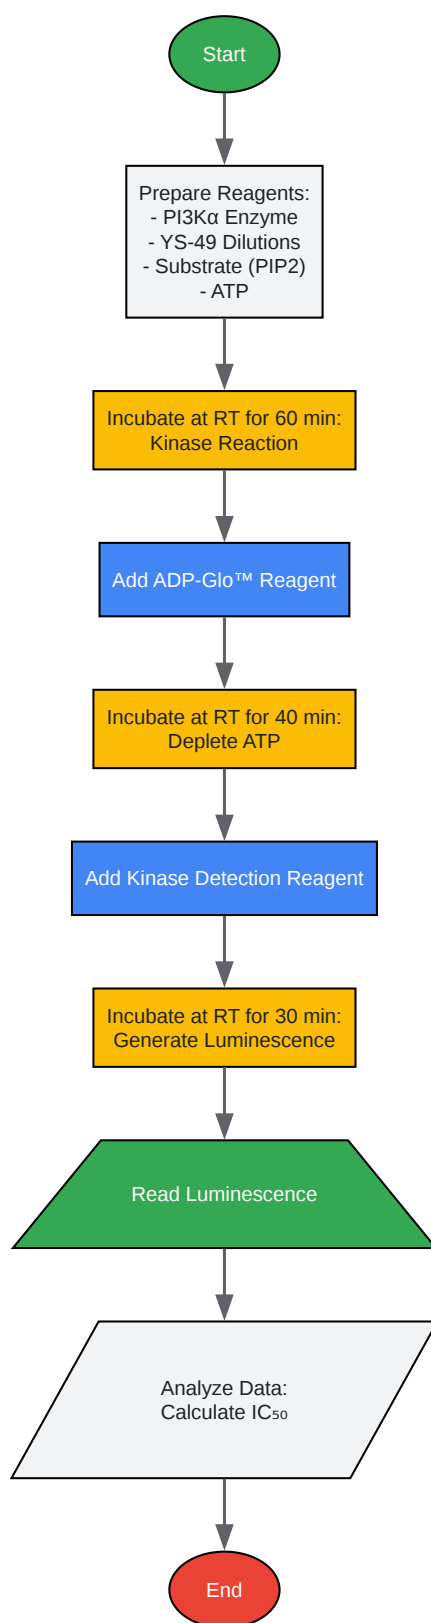 Start
Prepare Reagents:
- PI3Kα Enzyme
- YS-49 Dilutions
- Substrate (PIP2)
- ATP
Incubate at RT for 60 min:
Kinase Reaction
Add ADP-Glo™ Reagent
Incubate at RT for 40 min:
Deplete ATP
Add Kinase Detection Reagent
Incubate at RT for 30 min:
Generate Luminescence
Read Luminescence
Analyze Data:
Calculate IC₅₀
End